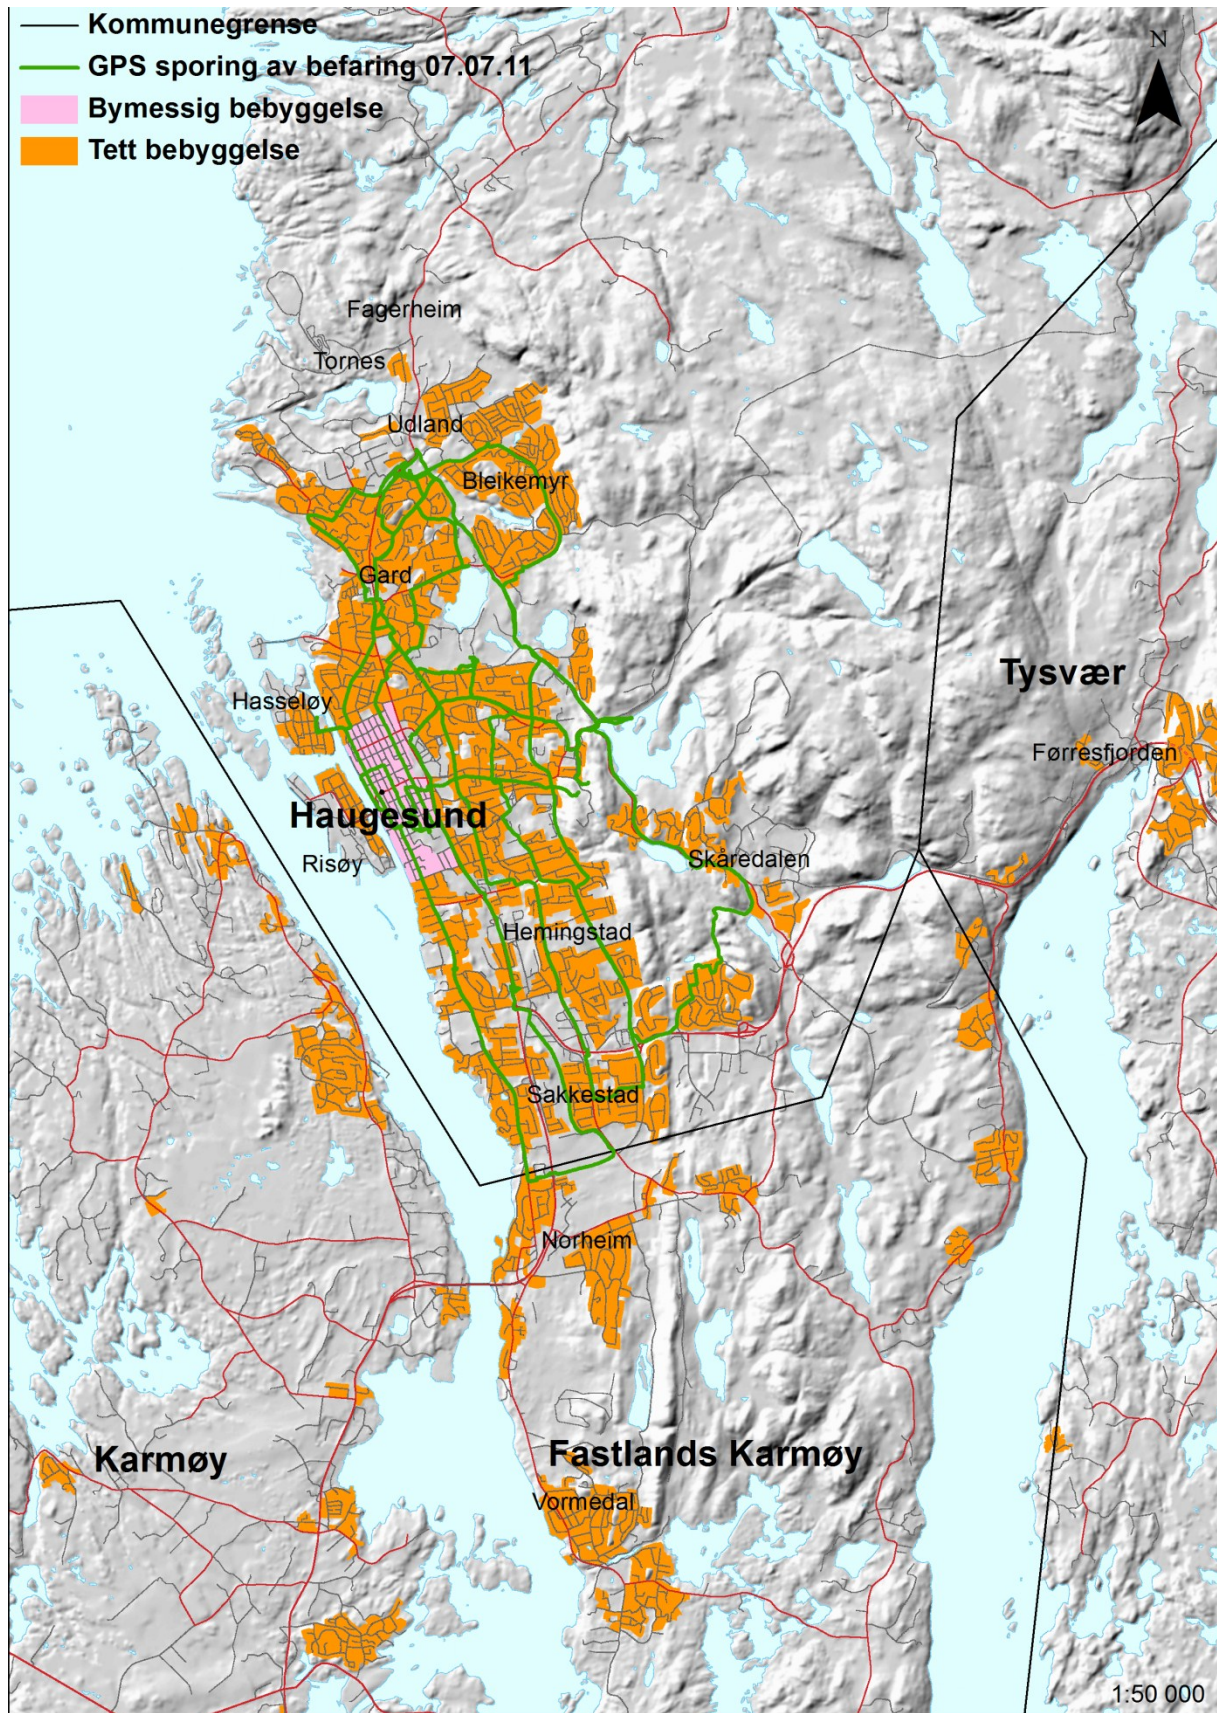 Kommunegrense
GPS sporing av befaring 07.07.11
Bymessig bebyggelse
Tett bebyggelse
N
Fagerheim
Tornes
Udland
Bleikemyr
Gard
Tysvær
Hasseløy
Førresfjorden
Haugesund
Risøy
Skåredalen
Hemingstad
Sakkestad
Norheim
Karmøy
Fastlands Karmøy
Vormedal
1:50 000